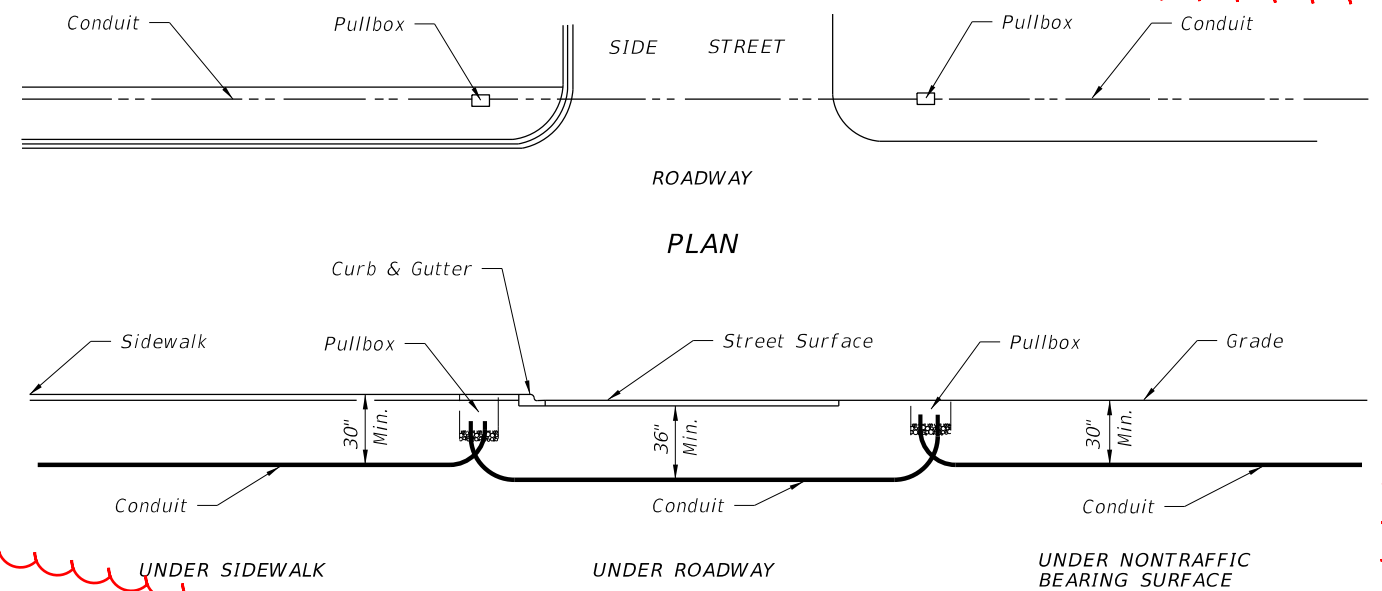 Conduit
Pullbox
SIDE STREET
Pullbox
Conduit
ROADWAY
PLAN
Curb & Gutter
Sidewalk
Pullbox
Street Surface
Pullbox
Grade
30"
Min.
36"
Min.
30"
Min.
Conduit
Conduit
Conduit
UNDER SIDEWALK
UNDER ROADWAY
UNDER NONTRAFFIC
BEARING SURFACE